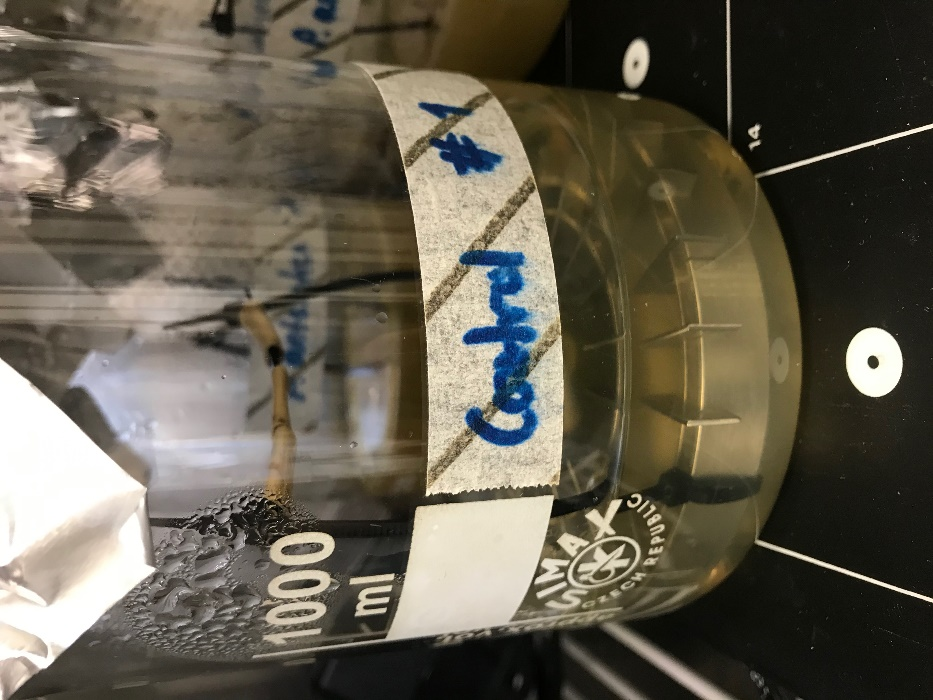 Control #1
1000
ml
SIMAX
CZECH REPUBLIC
14